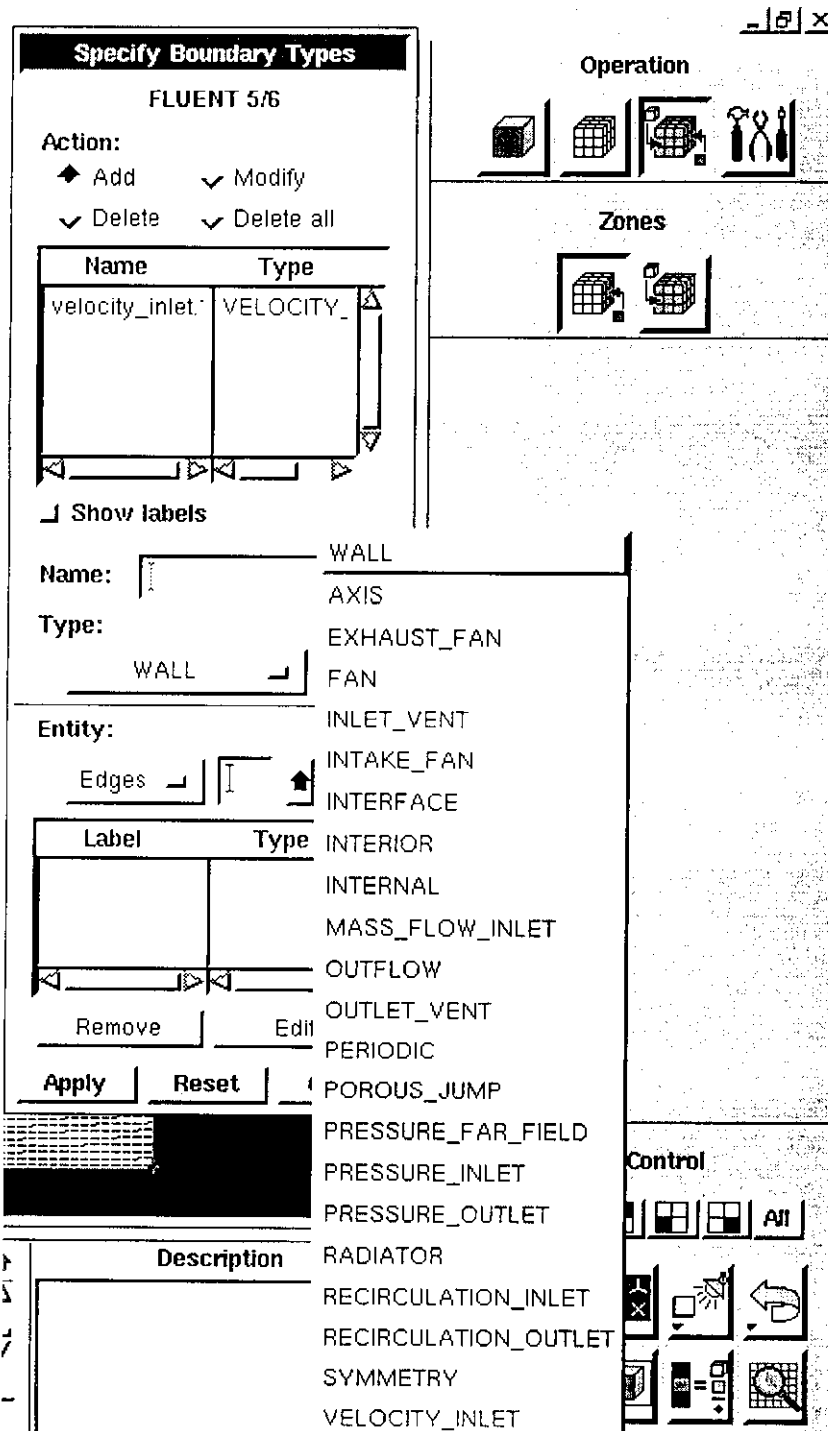 Specify Boundary Types
FLUENT 5/6
Action:
Add Modify
Delete Delete all
Name Type
velocity_inlet. VELOCITY_
Show labels
Name:
Type:
WALL
Entity:
Edges
Label Type
Remove Edit
Apply Reset
WALL
AXIS
EXHAUST_FAN
FAN
INLET_VENT
INTAKE_FAN
INTERFACE
INTERIOR
INTERNAL
MASS_FLOW_INLET
OUTFLOW
OUTLET_VENT
PERIODIC
POROUS_JUMP
PRESSURE_FAR_FIELD
PRESSURE_INLET
PRESSURE_OUTLET
RADIATOR
RECIRCULATION_INLET
RECIRCULATION_OUTLET
SYMMETRY
VELOCITY_INLET
Description
Operation
Zones
Control
All